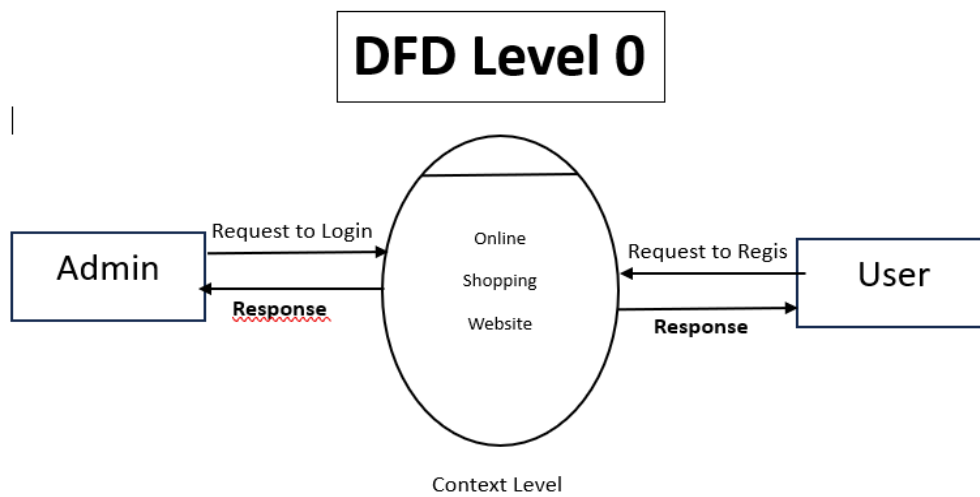 DFD Level 0
Request to Login
Admin
Response
Online
Shopping
Website
Request to Regis
User
Response
Context Level